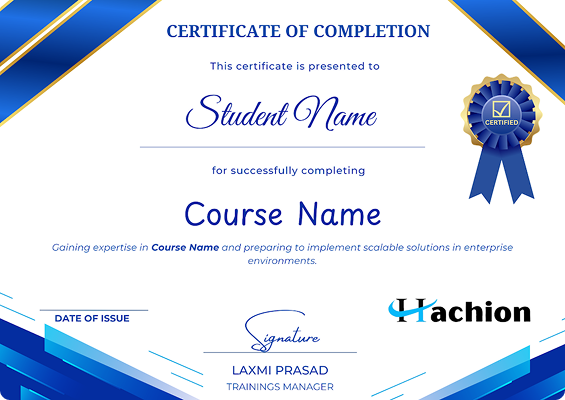 CERTIFICATE OF COMPLETION
This certificate is presented to
Student Name
CERTIFIED
for successfully completing
Course Name
Gaining expertise in Course Name and preparing to implement scalable solutions in enterprise
environments.
DATE OF ISSUE
Signature
LAXMI PRASAD
TRAININGS MANAGER
Hachion